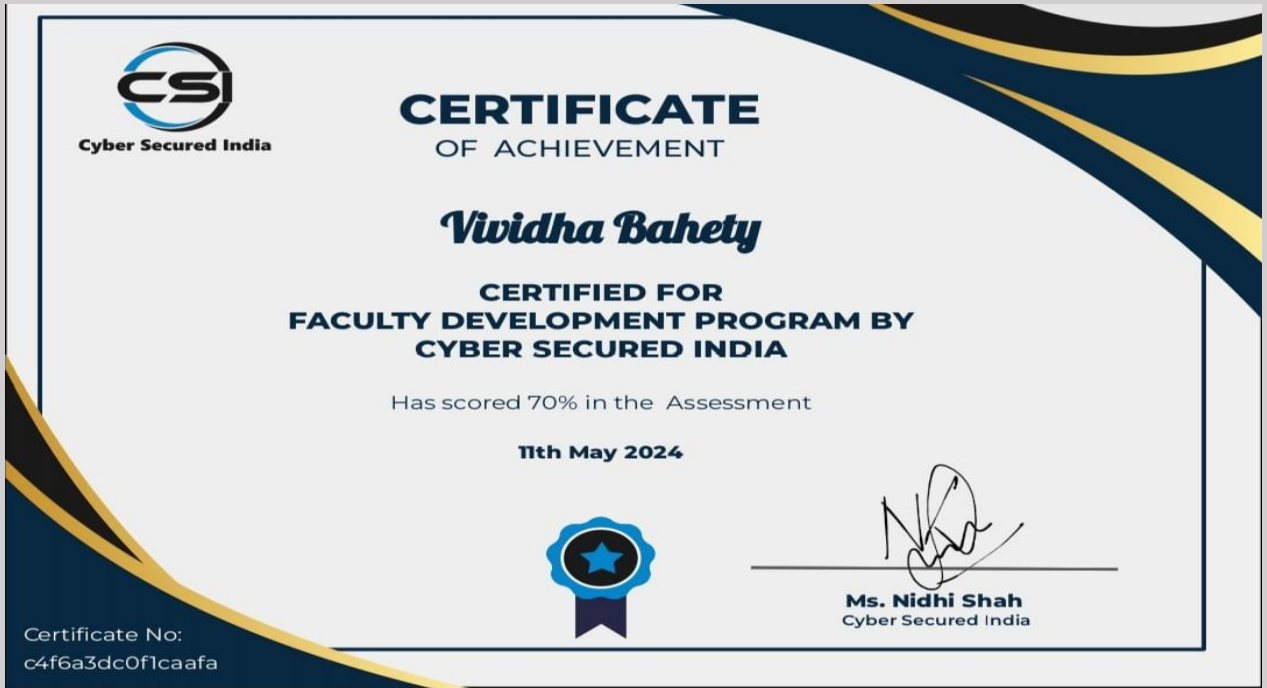 CSI
Cyber Secured India
CERTIFICATE
OF ACHIEVEMENT
Vividha Bahety
CERTIFIED FOR
FACULTY DEVELOPMENT PROGRAM BY
CYBER SECURED INDIA
Has scored 70% in the Assessment
11th May 2024
Ms. Nidhi Shah
Cyber Secured India
Certificate No:
c4f6a3dc0f1caafa